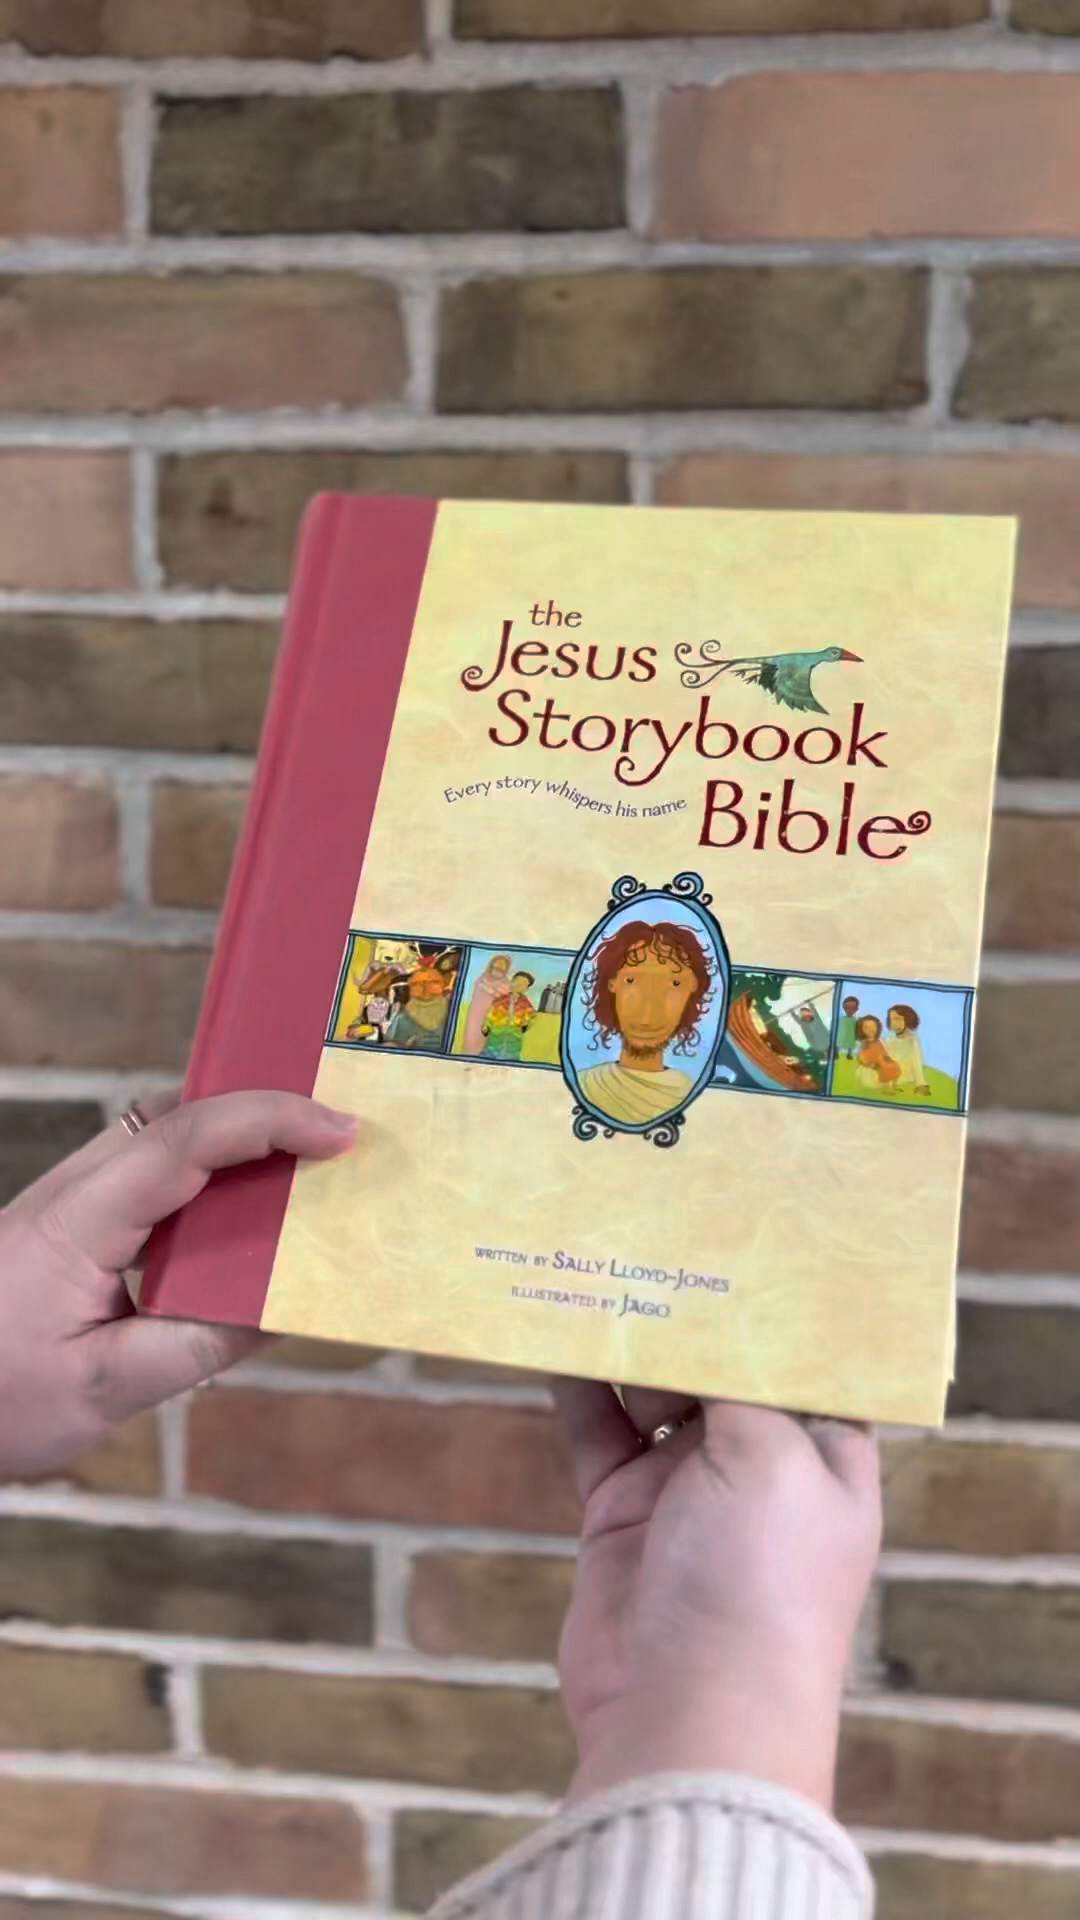 the
Jesus
Storybook
Every story whispers his name
Bible
WRITTEN BY SALLY LLOYD-JONES
ILLUSTRATED BY JAGO